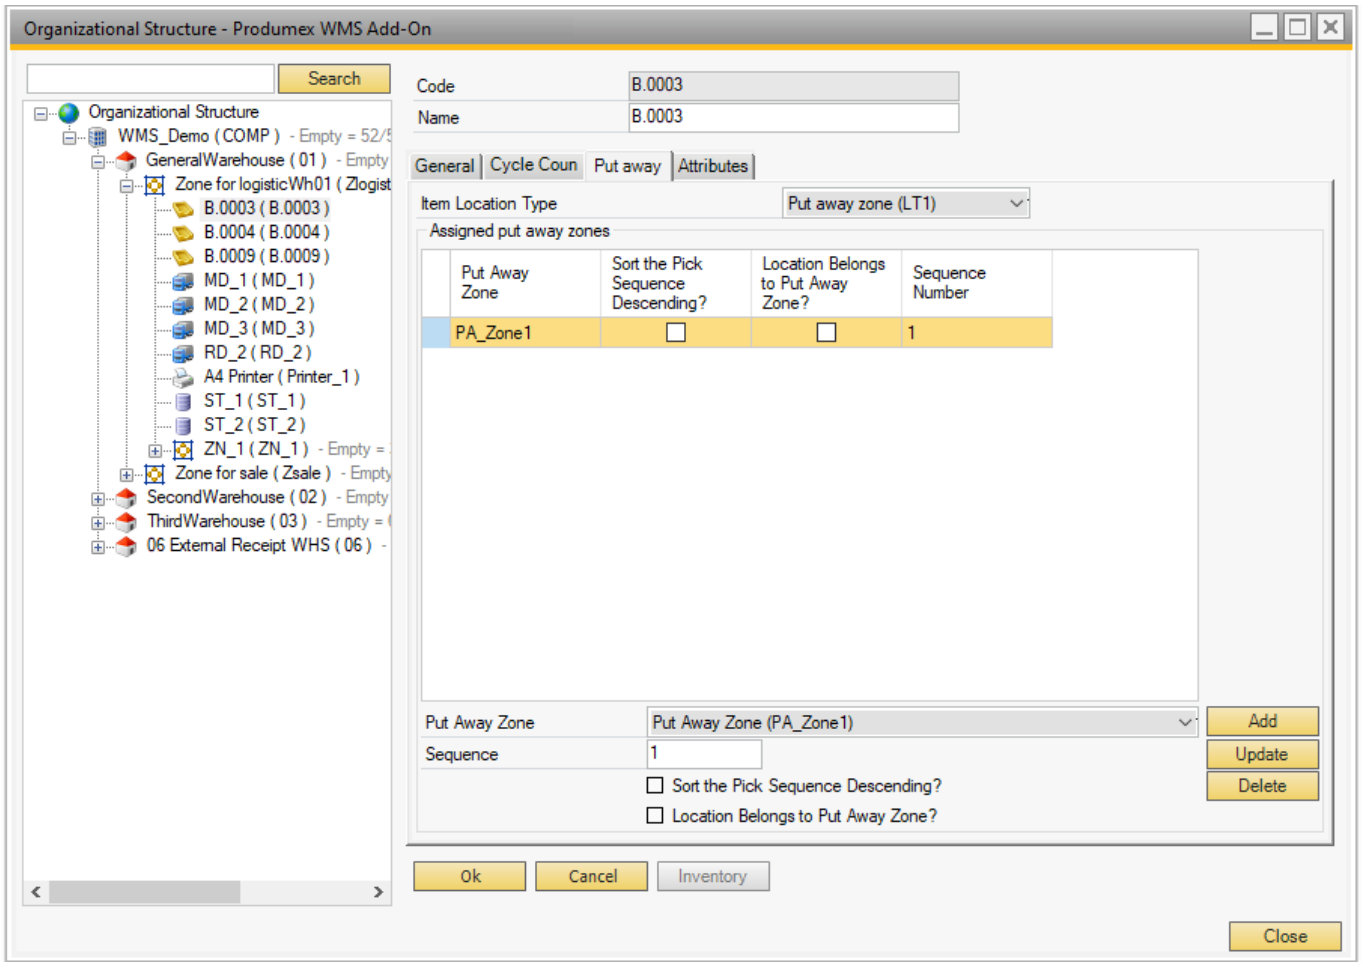 Organizational Structure - Produmex WMS Add-On
Search
Organizational Structure
WMS_Demo ( COMP ) - Empty = 52/5
GeneralWarehouse ( 01 ) - Empty
Zone for logisticWh01 ( Zlogist
B.0003 ( B.0003 )
B.0004 ( B.0004 )
B.0009 ( B.0009 )
MD_1 ( MD_1 )
MD_2 ( MD_2 )
MD_3 ( MD_3 )
RD_2 ( RD_2 )
A4 Printer ( Printer_1 )
ST_1 ( ST_1 )
ST_2 ( ST_2 )
ZN_1 ( ZN_1 ) - Empty =
Zone for sale ( Zsale ) - Empty
SecondWarehouse ( 02 ) - Empty
ThirdWarehouse ( 03 ) - Empty =
06 External Receipt WHS ( 06 ) -
Code B.0003
Name B.0003
General Cycle Coun Put away Attributes
Item Location Type Put away zone (LT1)
Assigned put away zones
Put Away Zone
Sort the Pick Sequence Descending?
Location Belongs to Put Away Zone?
Sequence Number
PA_Zone1 1
Put Away Zone Put Away Zone (PA_Zone1) Add
Sequence 1 Update
Sort the Pick Sequence Descending? Delete
Location Belongs to Put Away Zone?
Ok Cancel Inventory
Close